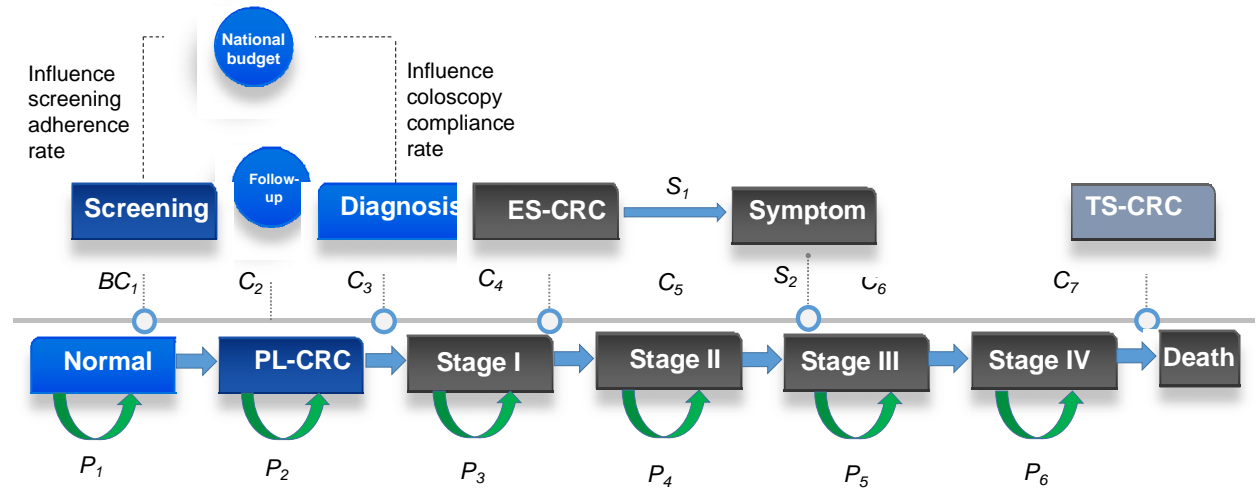 National
budget
Influence
screening
adherence
rate
Influence
coloscopy
compliance
rate
Follow-
up
Screening
Diagnosis
ES-CRC
S1
Symptom
TS-CRC
BC1
C2
C3
C4
C5
S2
C6
C7
Normal
PL-CRC
Stage I
Stage II
Stage III
Stage IV
Death
P1
P2
P3
P4
P5
P6